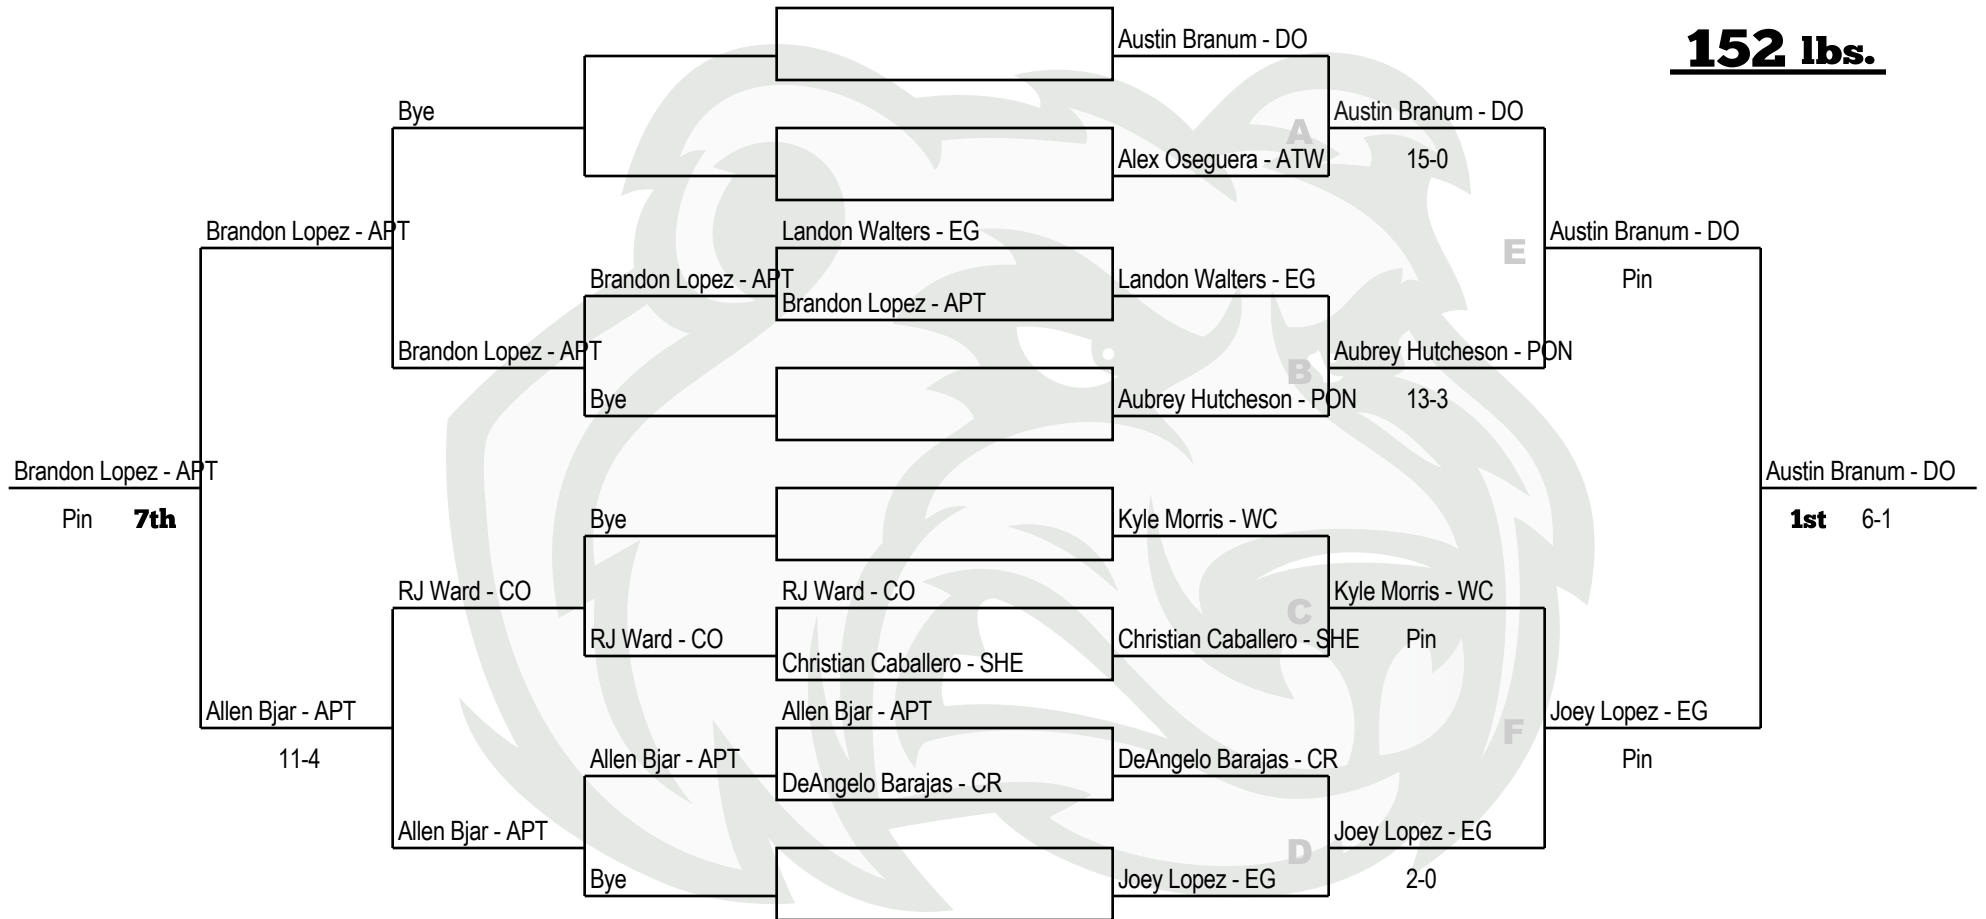 152 lbs.
Austin Branum - DO
Bye
Austin Branum - DO
A
Alex Oseguera - ATW
15-0
Brandon Lopez - APT
Landon Walters - EG
Austin Branum - DO
E
Brandon Lopez - APT
Landon Walters - EG
Pin
Brandon Lopez - APT
Brandon Lopez - APT
Aubrey Hutcheson - PON
B
Bye
Aubrey Hutcheson - PON
13-3
Brandon Lopez - APT
Austin Branum - DO
Pin 7th
Bye
Kyle Morris - WC
1st 6-1
RJ Ward - CO
RJ Ward - CO
Kyle Morris - WC
C
RJ Ward - CO
Christian Caballero - SHE
Pin
Christian Caballero - SHE
Allen Bjar - APT
Allen Bjar - APT
Joey Lopez - EG
F
11-4
Allen Bjar - APT
DeAngelo Barajas - CR
Pin
DeAngelo Barajas - CR
Allen Bjar - APT
Joey Lopez - EG
D
Bye
Joey Lopez - EG
2-0